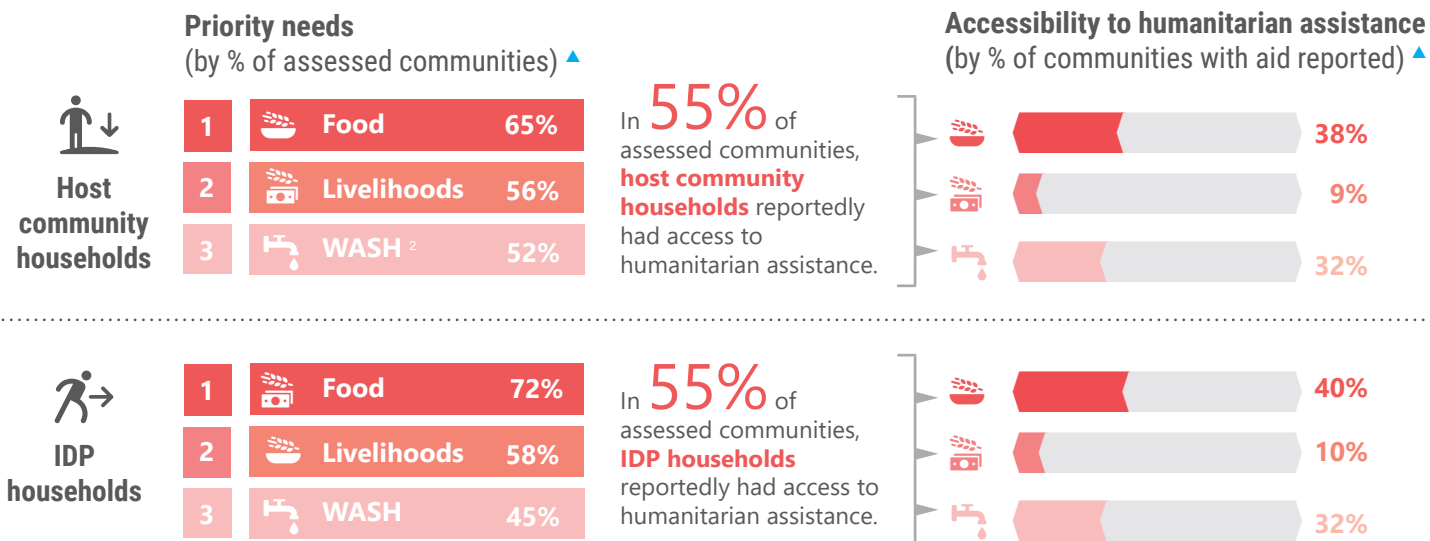 Priority needs
(by % of assessed communities) ▲
Accessibility to humanitarian assistance
(by % of communities with aid reported) ▲
Host
community
households
1 Food 65%
2 Livelihoods 56%
3 WASH ² 52%
In 55% of
assessed communities,
host community
households reportedly
had access to
humanitarian assistance.
38%
9%
32%
IDP
households
1 Food 72%
2 Livelihoods 58%
3 WASH 45%
In 55% of
assessed communities,
IDP households
reportedly had access to
humanitarian assistance.
40%
10%
32%